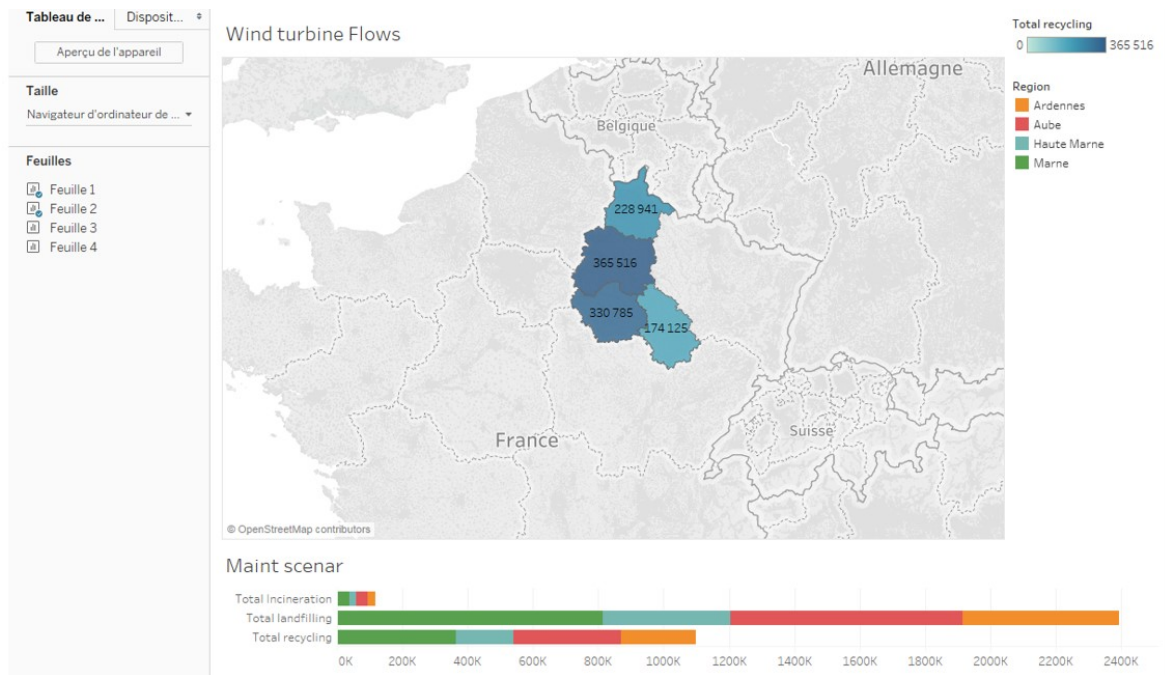 Tableau de ...
Disposit...
Aperçu de l'appareil
Taille
Navigateur d'ordinateur de ...
Feuilles
Feuille 1
Feuille 2
Feuille 3
Feuille 4
Wind turbine Flows
Allemagne
Belgique
228 941
365 516
330 785
174 125
France
Suisse
© OpenStreetMap contributors
Total recycling
0 365 516
Region
Ardennes
Aube
Haute Marne
Marne
Maint scenar
Total Incineration
Total landfilling
Total recycling
0K 200K 400K 600K 800K 1000K 1200K 1400K 1600K 1800K 2000K 2200K 2400K